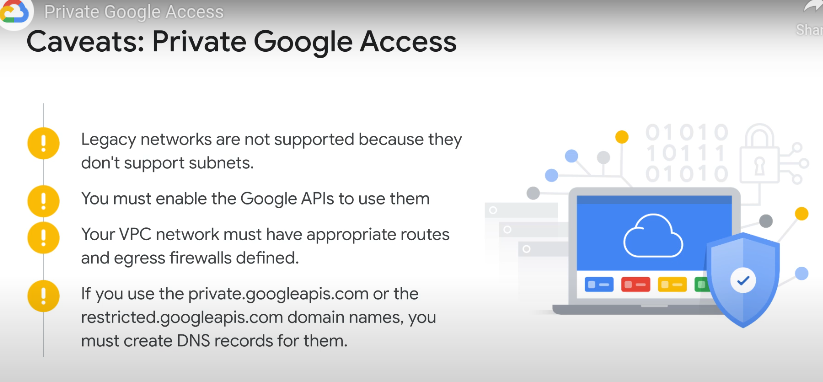 Private Google Access
Caveats: Private Google Access
Legacy networks are not supported because they
don't support subnets.
You must enable the Google APIs to use them
Your VPC network must have appropriate routes
and egress firewalls defined.
If you use the private.googleapis.com or the
restricted.googleapis.com domain names, you
must create DNS records for them.
01010
10111
01010